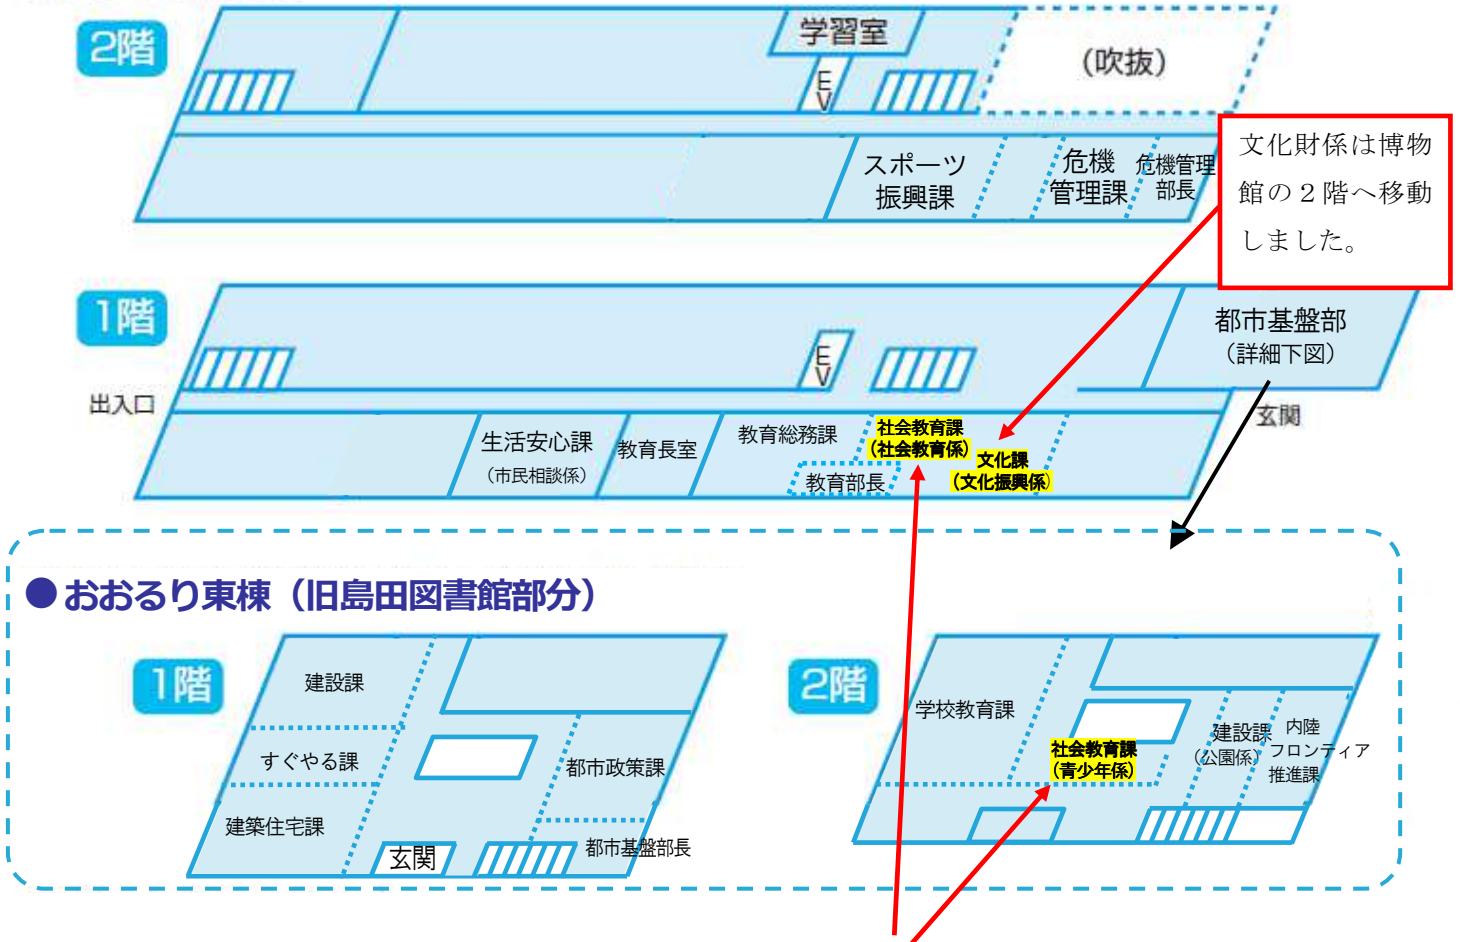 2階
学習室
EV
(吹抜)
スポーツ
振興課
危機
管理課
危機管理
部長
文化財係は博物
館の２階へ移動
しました。
1階
EV
都市基盤部
（詳細下図）
出入口
玄関
生活安心課
（市民相談係）
教育長室
教育総務課
教育部長
社会教育課
（社会教育係）
文化課
（文化振興係）
●おおるり東棟（旧島田図書館部分）
1階
建設課
すぐやる課
建築住宅課
玄関
都市政策課
都市基盤部長
2階
学校教育課
社会教育課
（青少年係）
建設課
（公園係）
内陸
フロンティア
推進課